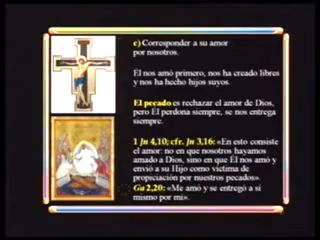 c) Corresponder a su amor
por nosotros.
Él nos amó primero, nos ha creado libres
y nos ha hecho hijos suyos.
El pecado es rechazar el amor de Dios,
pero Él perdona siempre, se nos entrega
siempre.
1 Jn 4,10; cfr. Jn 3,16: «En esto consiste
el amor: no en que nosotros hayamos
amado a Dios, sino en que Él nos amó y
envió a su Hijo como víctima de
propiciación por nuestros pecados».
Ga 2,20: «Me amó y se entregó a sí
mismo por mí».